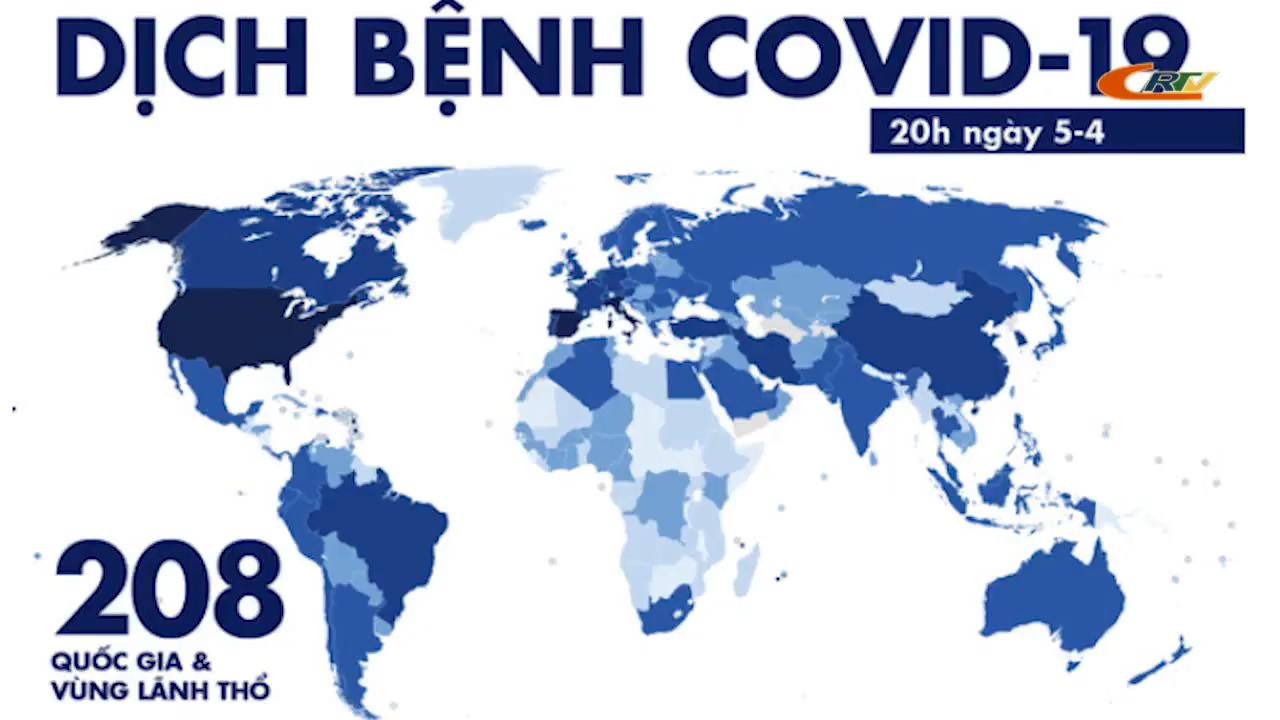 DỊCH BỆNH COVID-19
CRTV
20h ngày 5-4
208
QUỐC GIA &
VÙNG LÃNH THỔ